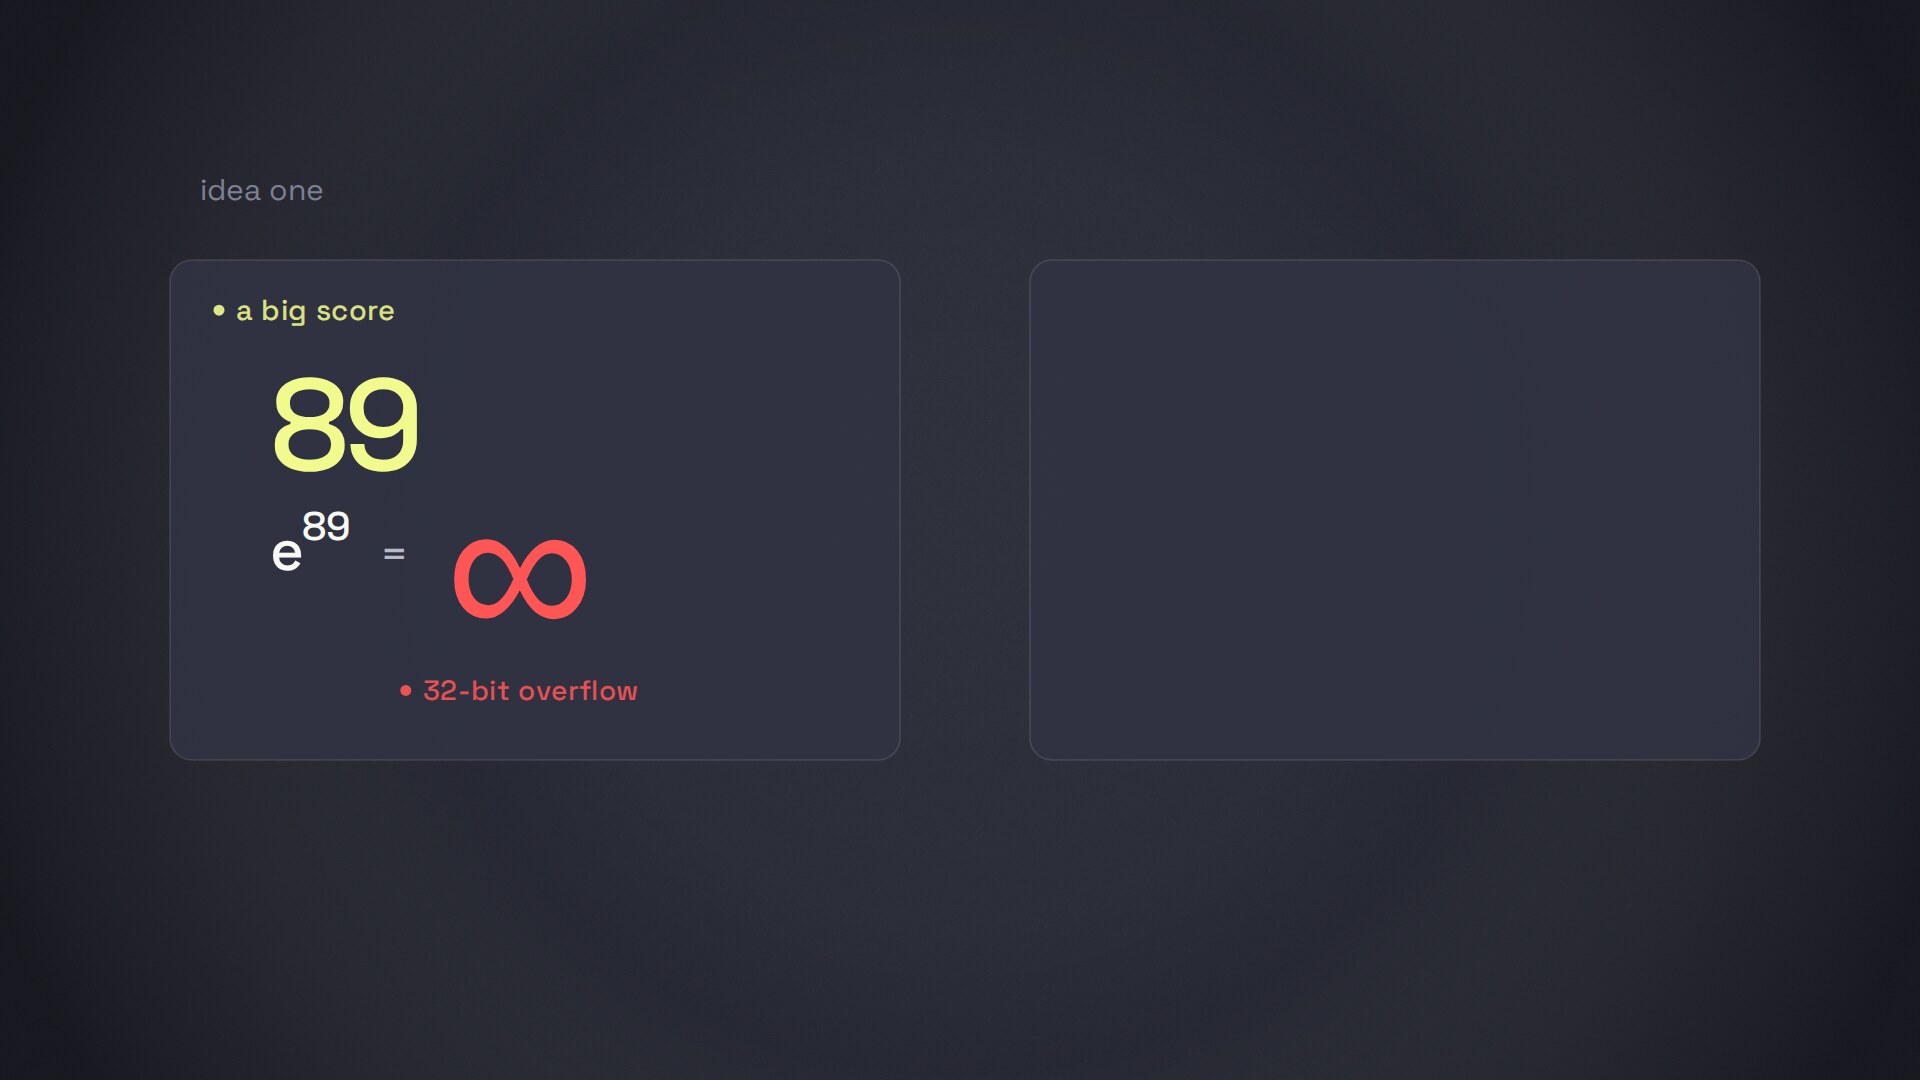 idea one
• a big score
89
e⁸⁹ = ∞
• 32-bit overflow